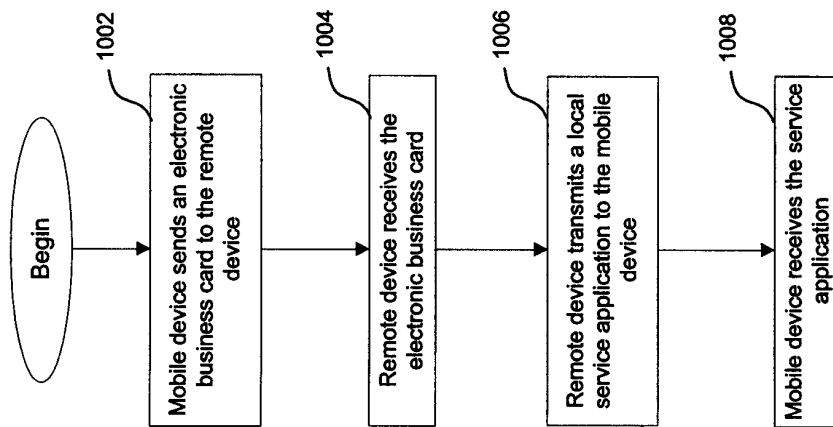 Begin
1002
Mobile device sends an electronic
business card to the remote
device
1004
Remote device receives the
electronic business card
1006
Remote device transmits a local
service application to the mobile
device
1008
Mobile device receives the service
application